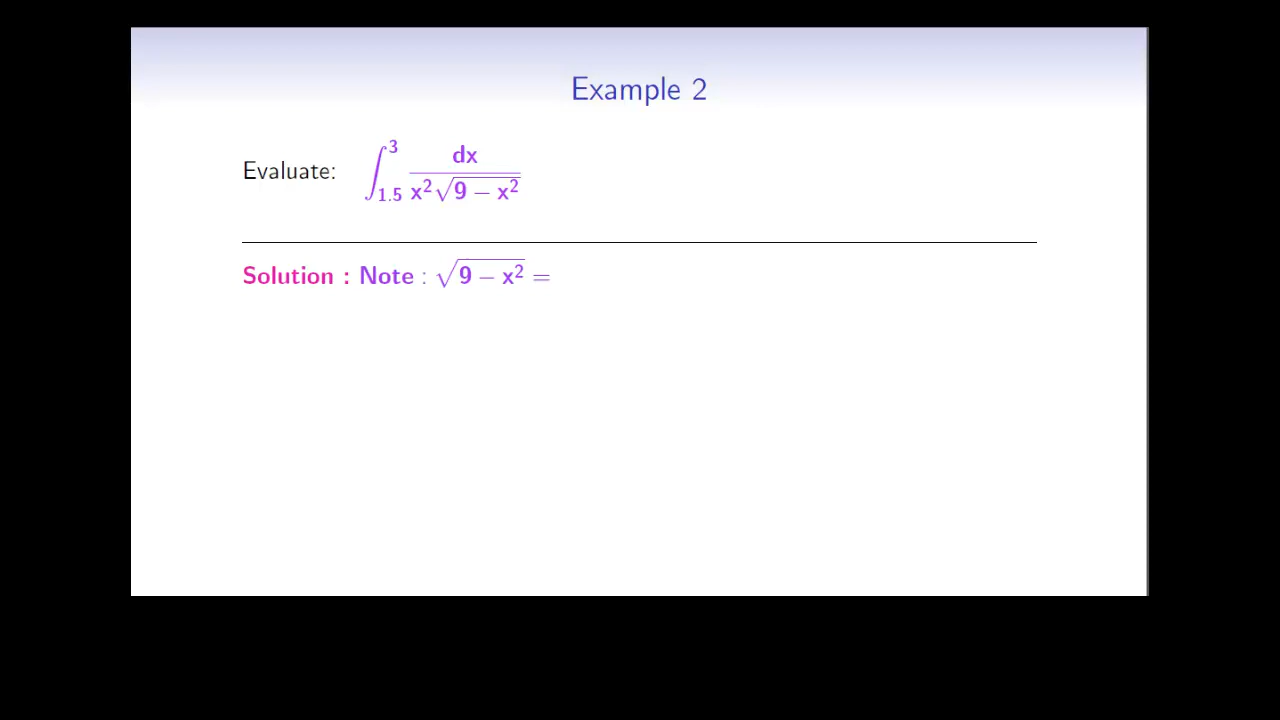 Example 2
Evaluate: ∫_{1.5}^{3} dx / (x²√(9 − x²))
Solution : Note : √(9 − x²) =